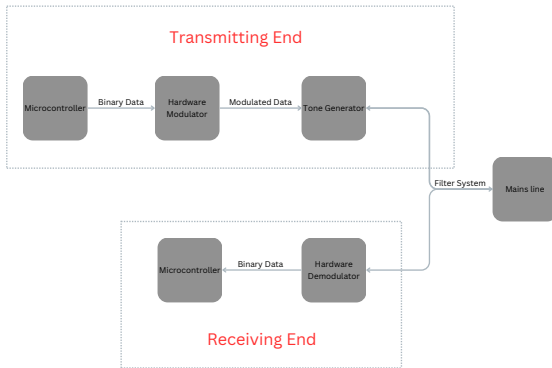 Transmitting End
Microcontroller
Binary Data
Hardware
Modulator
Modulated Data
Tone Generator
Filter System
Mains line
Microcontroller
Binary Data
Hardware
Demodulator
Receiving End